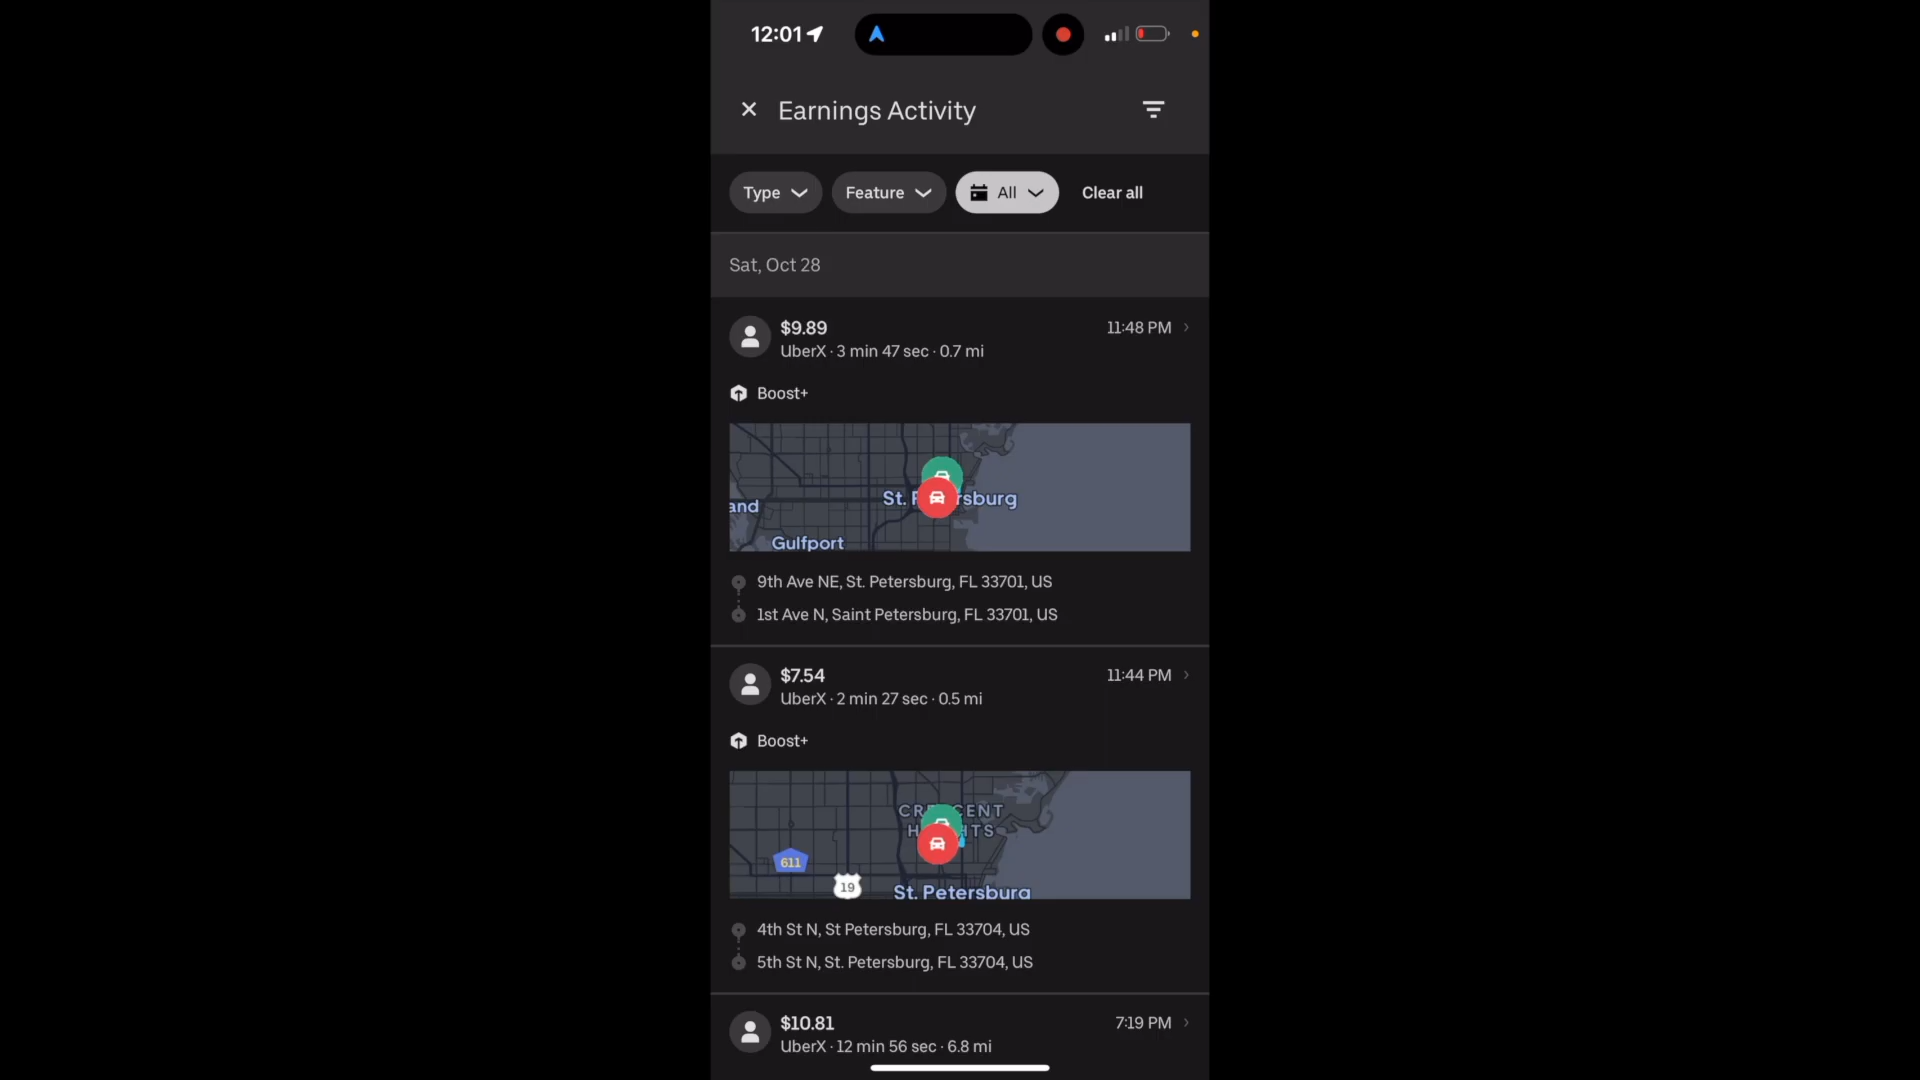 12:01
Earnings Activity
Type
Feature
All
Clear all
Sat, Oct 28
$9.89
11:48 PM
UberX · 3 min 47 sec · 0.7 mi
Boost+
St. P rsburg
and
Gulfport
9th Ave NE, St. Petersburg, FL 33701, US
1st Ave N, Saint Petersburg, FL 33701, US
$7.54
11:44 PM
UberX · 2 min 27 sec · 0.5 mi
Boost+
CRE CENT
H HTS
611
19
St. Petersburg
4th St N, St Petersburg, FL 33704, US
5th St N, St. Petersburg, FL 33704, US
$10.81
7:19 PM
UberX · 12 min 56 sec · 6.8 mi